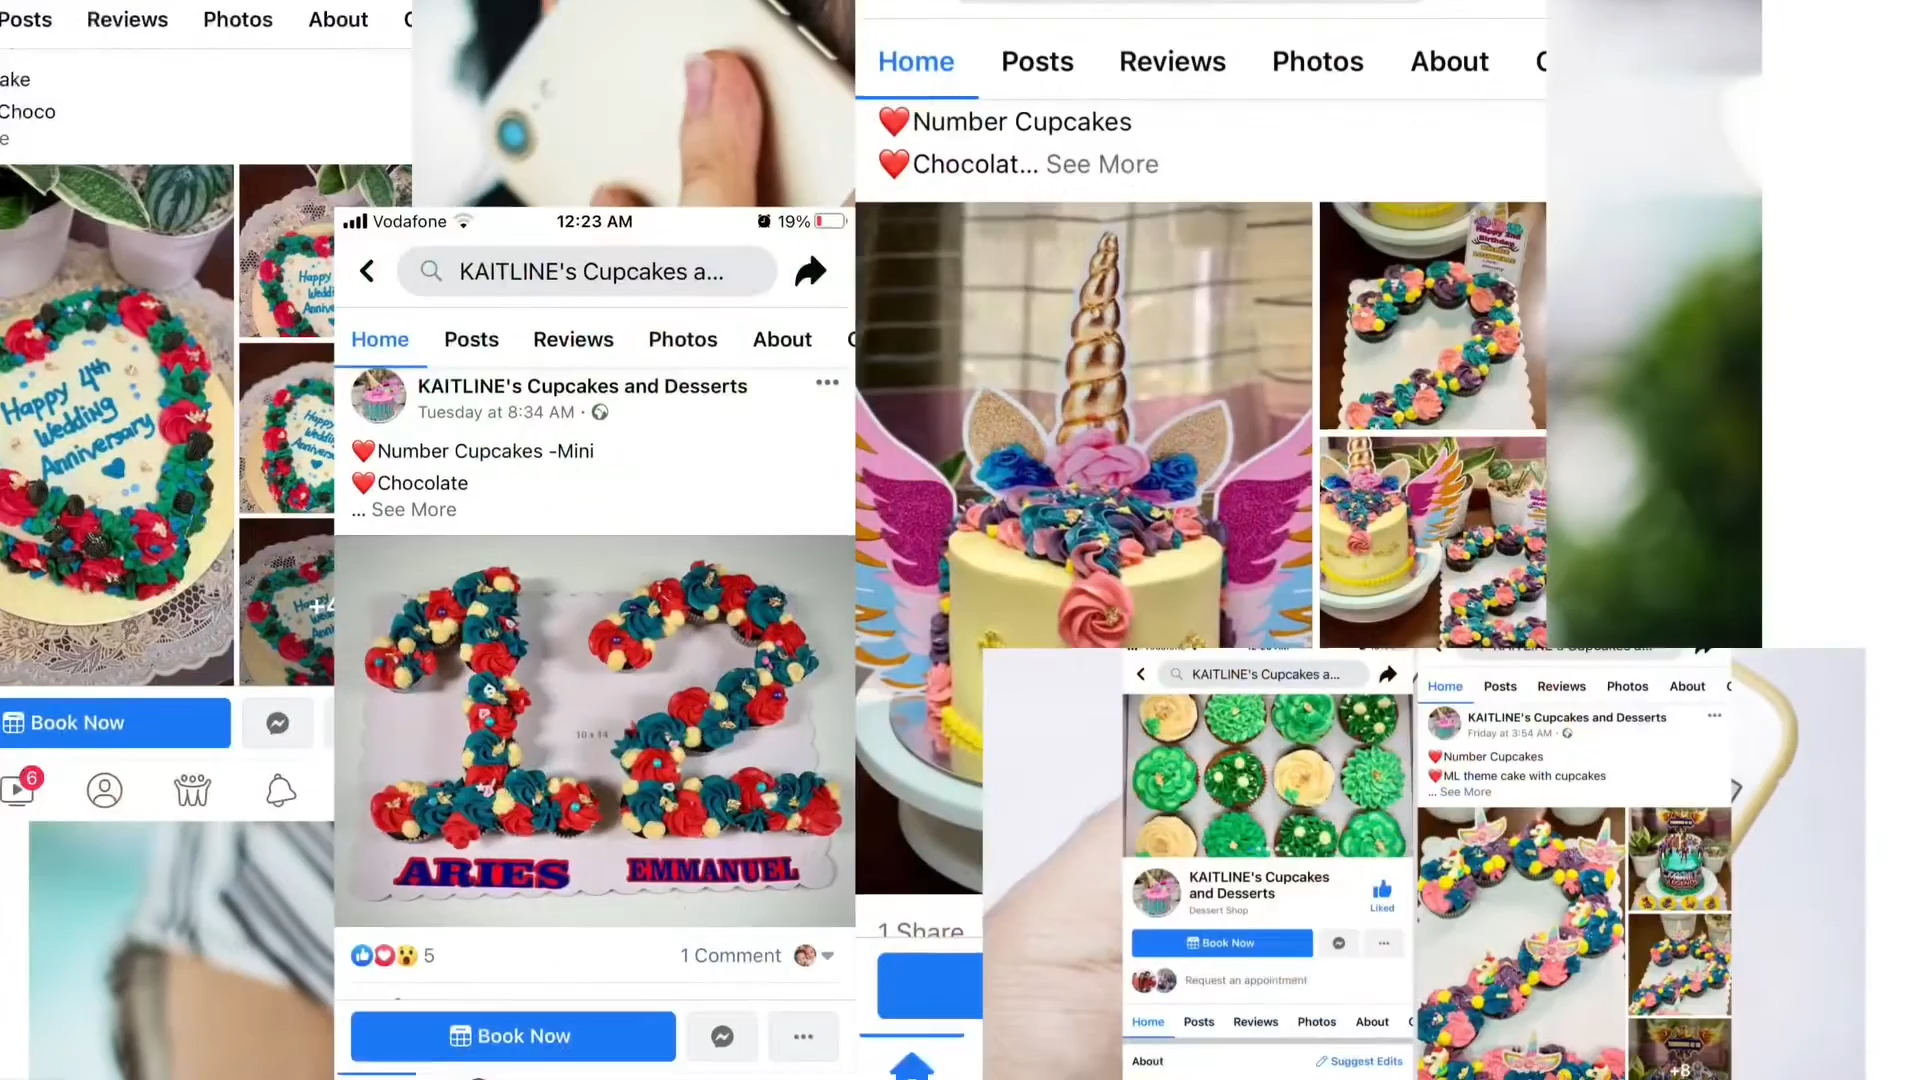 Posts Reviews Photos About
ake
Choco
e
Happy 4th
Wedding
Anniversary
Book Now
6
Vodafone 12:23 AM 19%
KAITLINE's Cupcakes a...
Home Posts Reviews Photos About
KAITLINE's Cupcakes and Desserts
Tuesday at 8:34 AM
Number Cupcakes -Mini
Chocolate
... See More
10 x 14
ARIES EMMANUEL
5 1 Comment
Book Now
Home Posts Reviews Photos About
Number Cupcakes
Chocolat... See More
Happy 2nd
Birthday
1 Share
KAITLINE's Cupcakes a...
KAITLINE's Cupcakes
and Desserts
Dessert Shop
Liked
Book Now
Request an appointment
Home Posts Reviews Photos About
About Suggest Edits
Home Posts Reviews Photos About
KAITLINE's Cupcakes and Desserts
Friday at 3:54 AM
Number Cupcakes
ML theme cake with cupcakes
... See More
+8